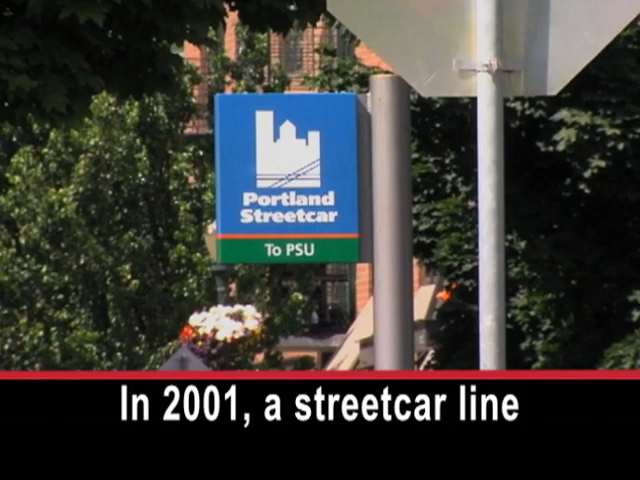 Portland
Streetcar
To PSU
In 2001, a streetcar line